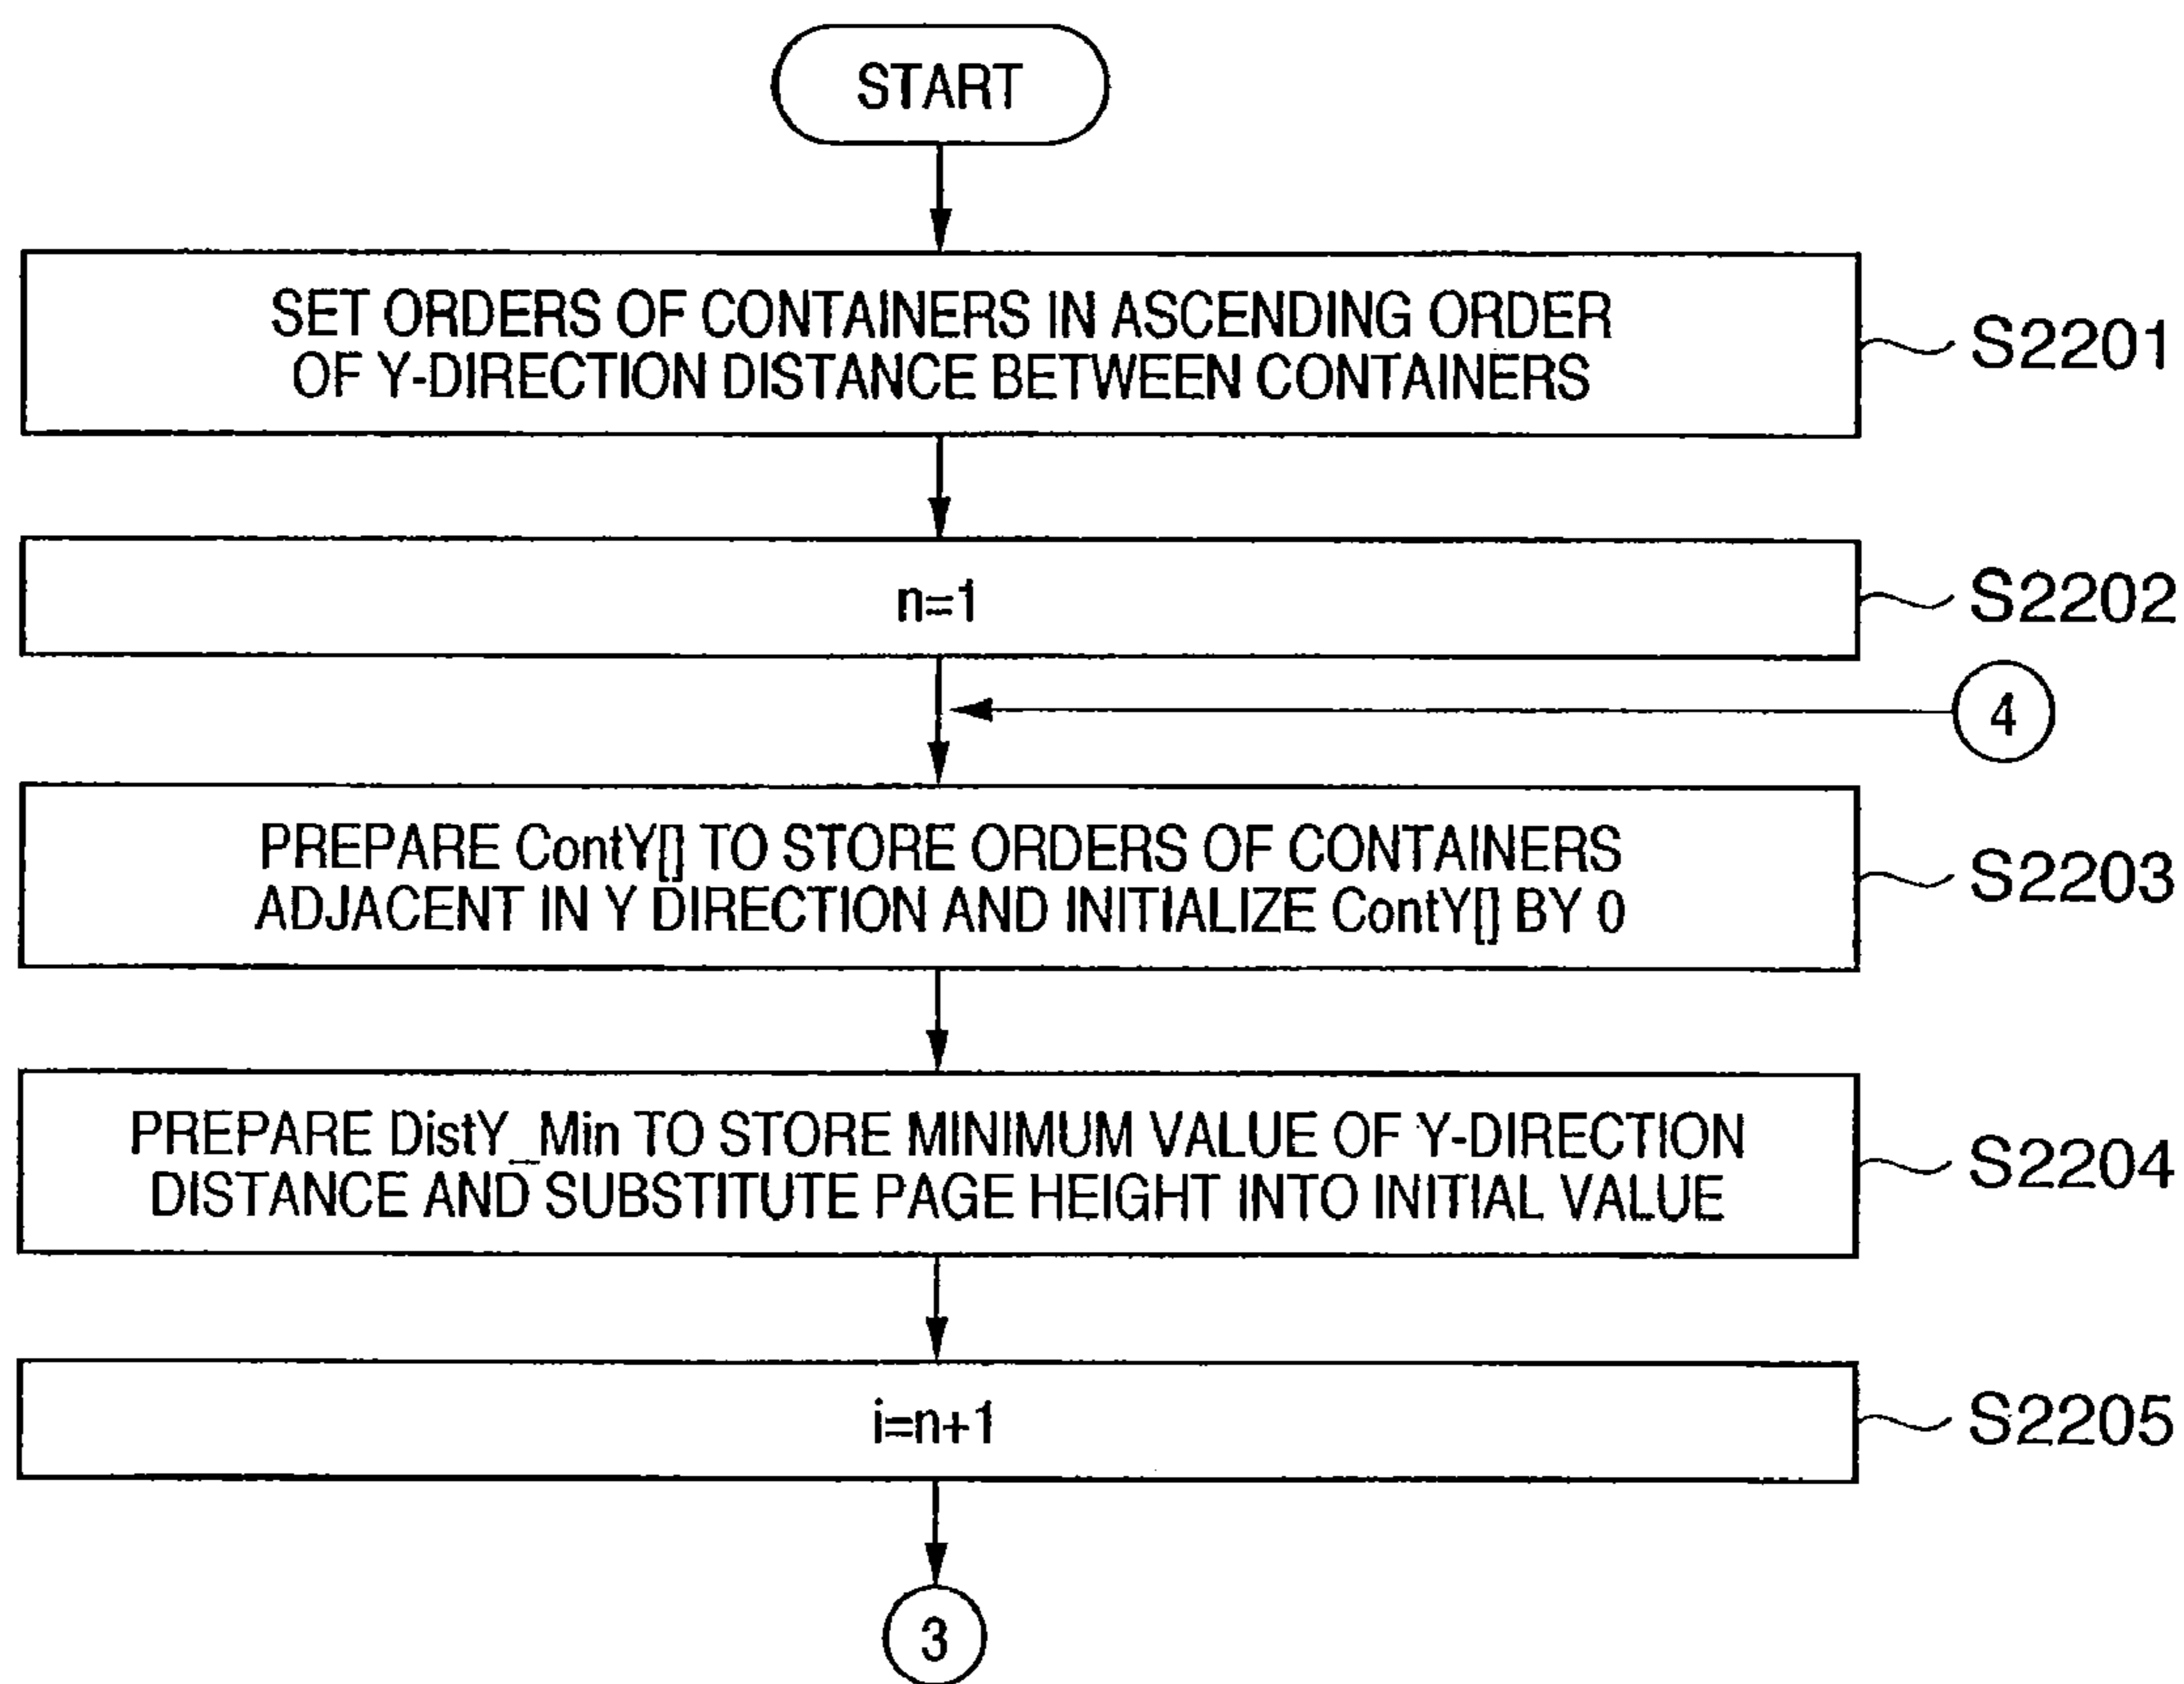 START
SET ORDERS OF CONTAINERS IN ASCENDING ORDER
OF Y-DIRECTION DISTANCE BETWEEN CONTAINERS
S2201
n=1
S2202
4
PREPARE ContY[] TO STORE ORDERS OF CONTAINERS
ADJACENT IN Y DIRECTION AND INITIALIZE ContY[] BY 0
S2203
PREPARE DistY_Min TO STORE MINIMUM VALUE OF Y-DIRECTION
DISTANCE AND SUBSTITUTE PAGE HEIGHT INTO INITIAL VALUE
S2204
i=n+1
S2205
3